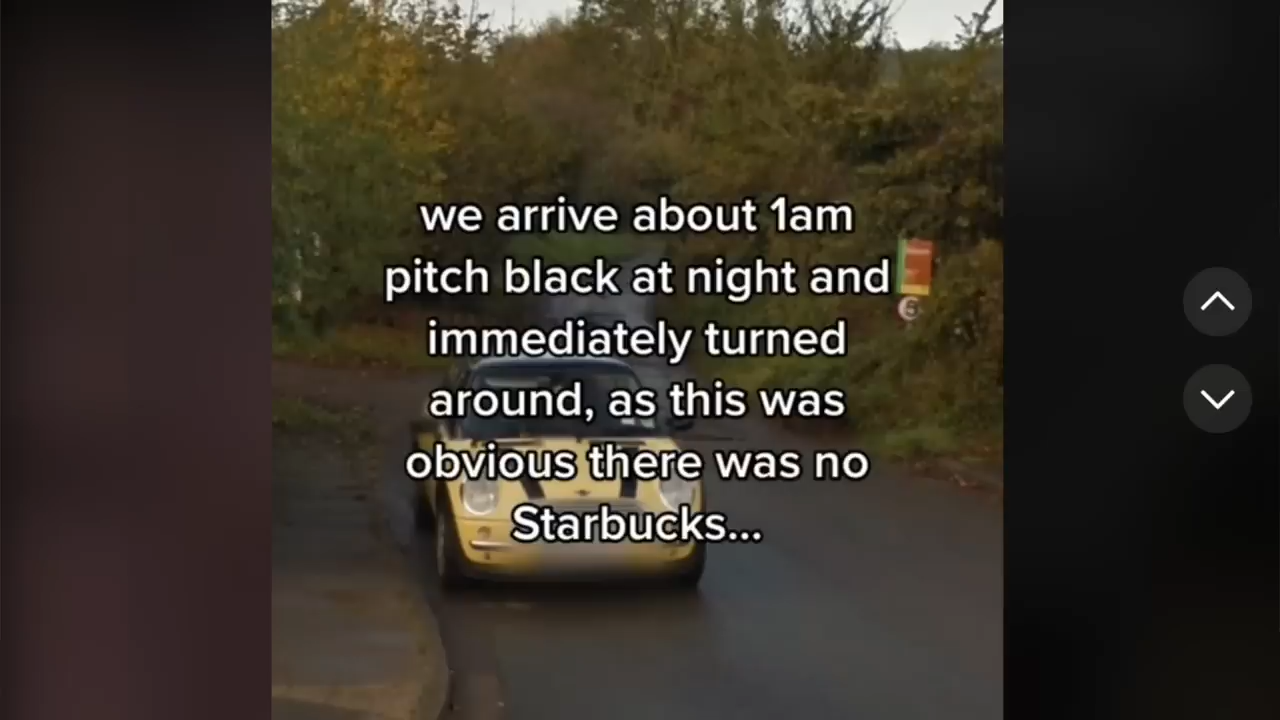 we arrive about 1am
pitch black at night and
immediately turned
around, as this was
obvious there was no
Starbucks...